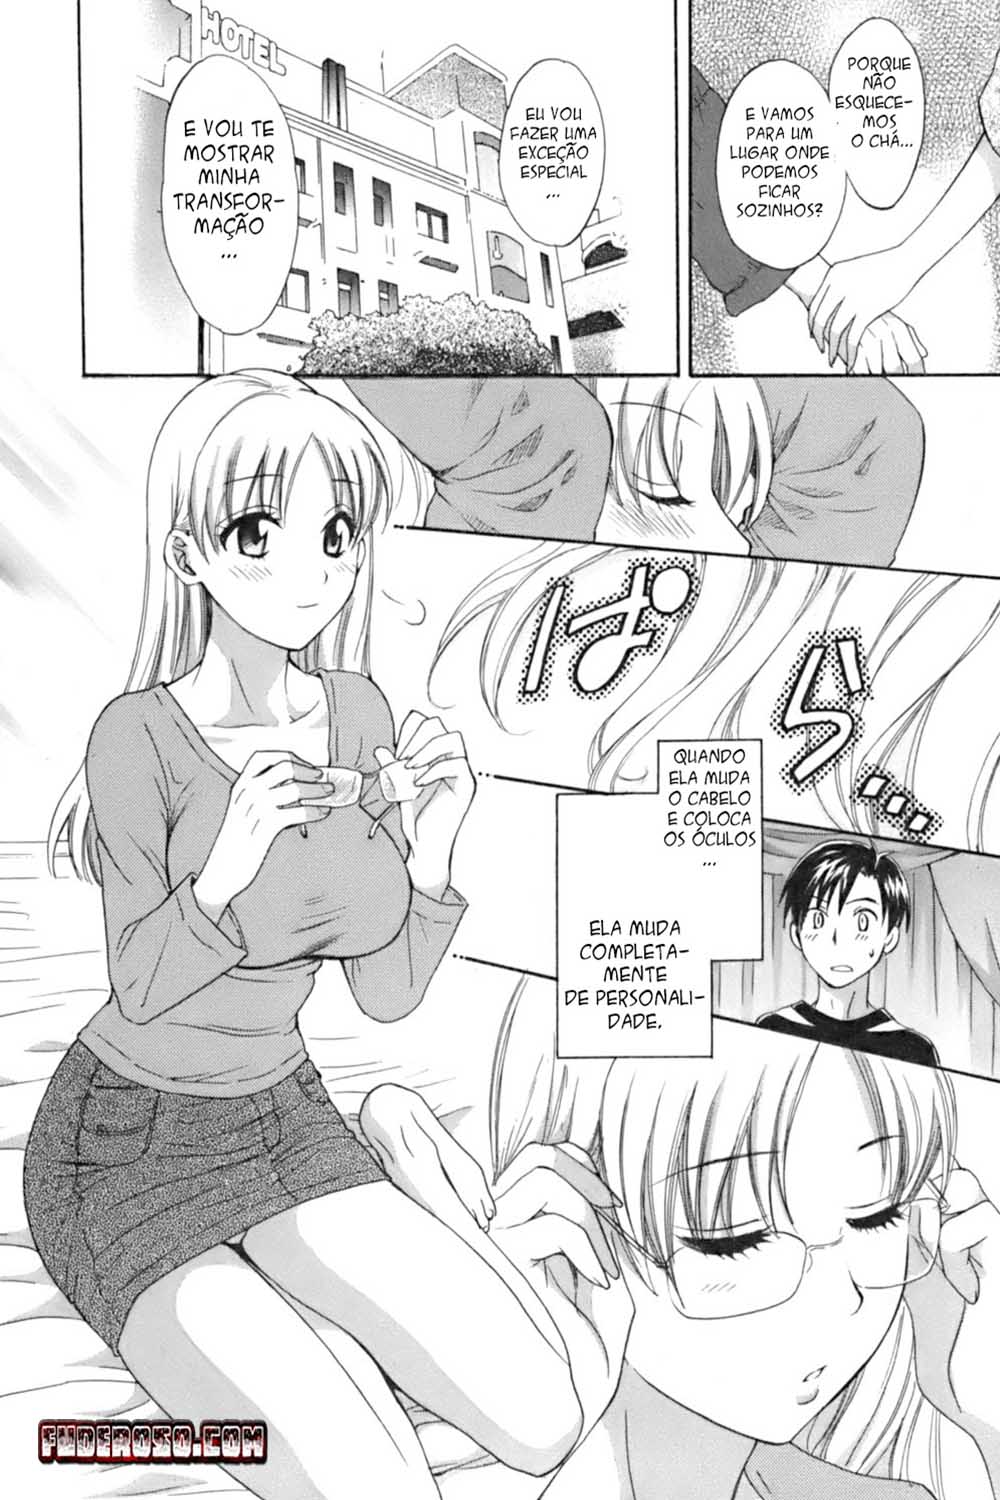 PORQUE
NÃO
ESQUECE-
MOS
O CHÁ...
E VAMOS
PARA UM
LUGAR ONDE
PODEMOS
FICAR
SOZINHOS?
HOTEL
EU VOU
FAZER UMA
EXCEÇÃO
ESPECIAL
...
E VOU TE
MOSTRAR
MINHA
TRANSFOR-
MAÇÃO
...
ぱら...
QUANDO
ELA MUDA
O CABELO
E COLOCA
OS ÓCULOS
...
ELA MUDA
COMPLETA-
MENTE
DE PERSONALI-
DADE.
FUDEROSO.COM